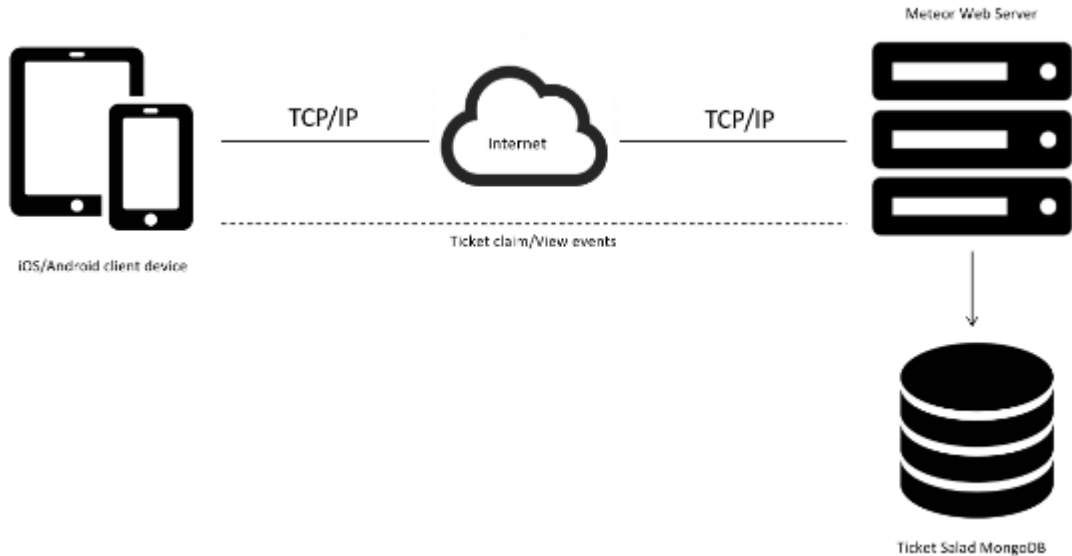 Meteor Web Server
TCP/IP
TCP/IP
Internet
Ticket claim/View events
iOS/Android client device
Ticket Salad MongoDB